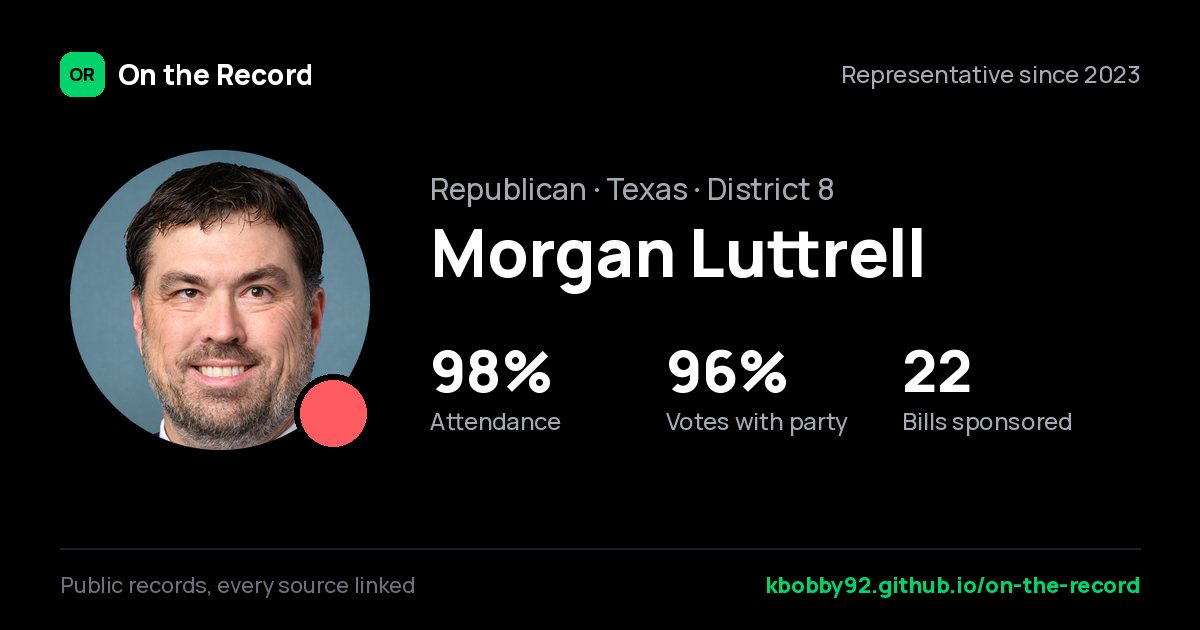 OR On the Record
Representative since 2023
Republican · Texas · District 8
Morgan Luttrell
98% 96% 22
Attendance Votes with party Bills sponsored
Public records, every source linked
kbobby92.github.io/on-the-record